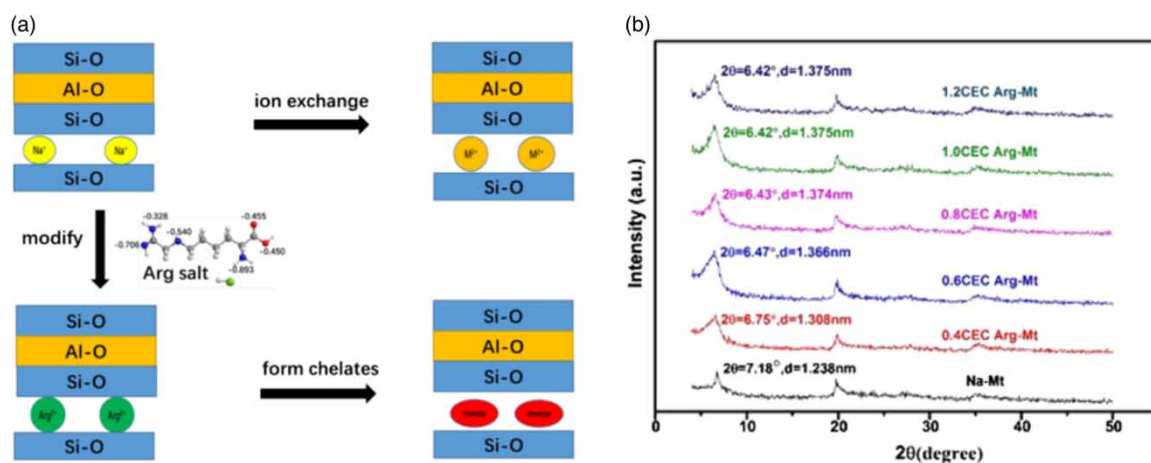 (a)
Si-O
Al-O
Si-O
Na⁺ Na⁺
Si-O
ion exchange
Si-O
Al-O
Si-O
M²⁺ M²⁺
Si-O
modify
-0.328
-0.706
-0.540
-0.455
-0.450
-0.893
Arg salt
Si-O
Al-O
Si-O
Arg²⁺ Arg²⁺
Si-O
form chelates
Si-O
Al-O
Si-O
Si-O
(b)
Intensity (a.u.)
2θ=6.42°,d=1.375nm
1.2CEC Arg-Mt
2θ=6.42°,d=1.375nm
1.0CEC Arg-Mt
2θ=6.43°,d=1.374nm
0.8CEC Arg-Mt
2θ=6.47°,d=1.366nm
0.6CEC Arg-Mt
2θ=6.75°,d=1.308nm
0.4CEC Arg-Mt
2θ=7.18°,d=1.238nm
Na-Mt
0 10 20 30 40 50
2θ(degree)